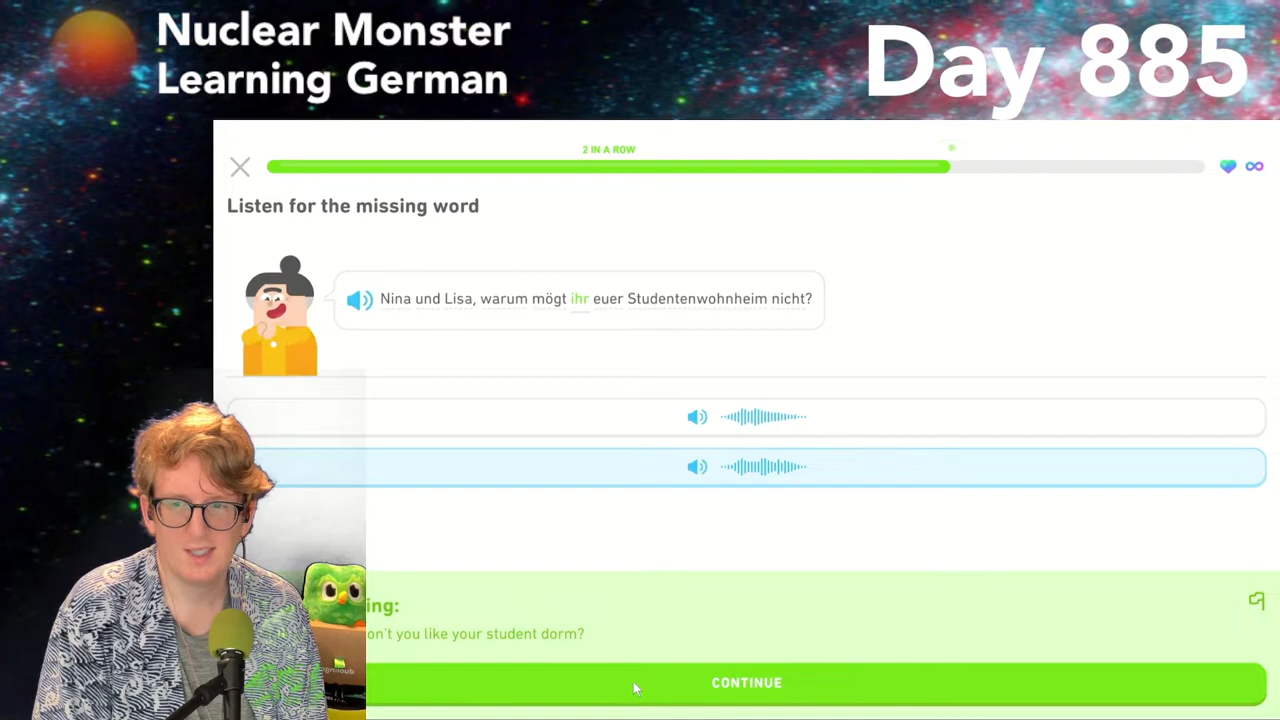 Nuclear Monster
Learning German
Day 885
2 IN A ROW
Listen for the missing word
Nina und Lisa, warum mögt ihr euer Studentenwohnheim nicht?
ing:
on't you like your student dorm?
CONTINUE